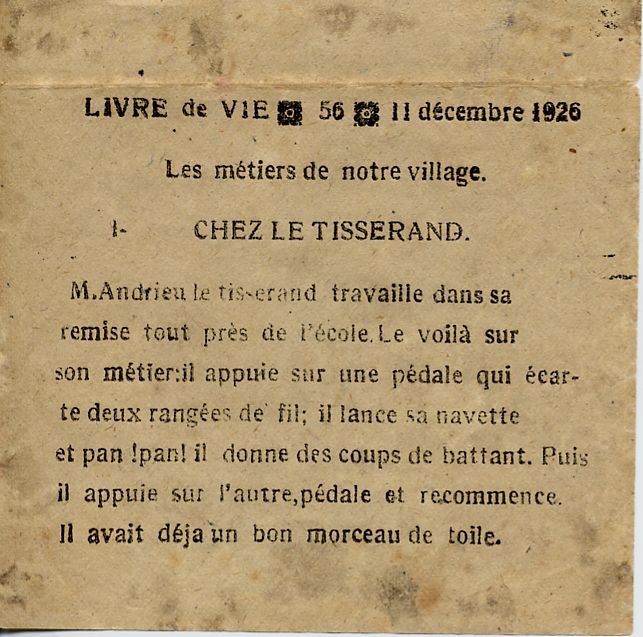 LIVRE de VIE 56 11 décembre 1926
Les métiers de notre village.
1- CHEZ LE TISSERAND.
M.Andrieu le tisserand travaille dans sa
remise tout près de l'école.Le voilà sur
son métier:il appuie sur une pédale qui écar-
te deux rangées de fil; il lance sa navette
et pan !pan! il donne des coups de battant. Puis
il appuie sur l'autre,pédale et recommence.
Il avait déja un bon morceau de toile.